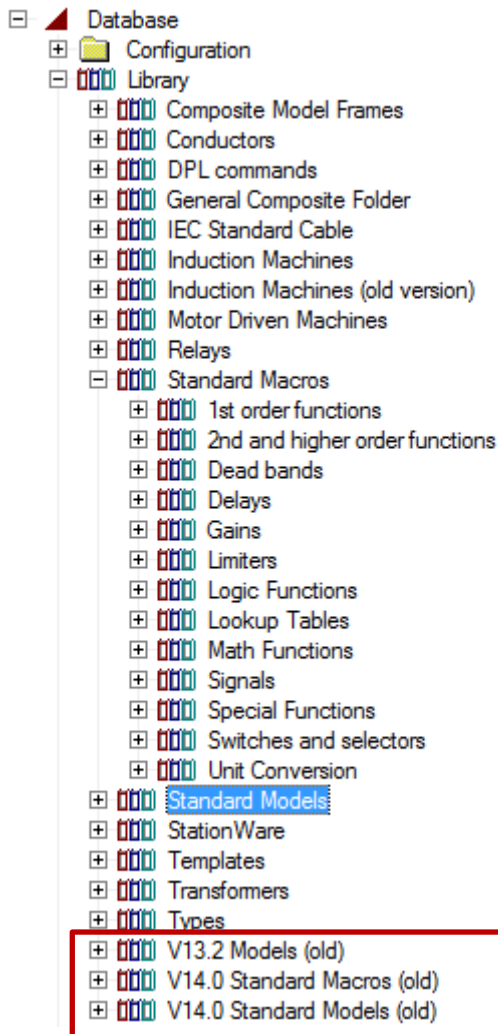 Database
Configuration
Library
Composite Model Frames
Conductors
DPL commands
General Composite Folder
IEC Standard Cable
Induction Machines
Induction Machines (old version)
Motor Driven Machines
Relays
Standard Macros
1st order functions
2nd and higher order functions
Dead bands
Delays
Gains
Limiters
Logic Functions
Lookup Tables
Math Functions
Signals
Special Functions
Switches and selectors
Unit Conversion
Standard Models
StationWare
Templates
Transformers
Types
V13.2 Models (old)
V14.0 Standard Macros (old)
V14.0 Standard Models (old)